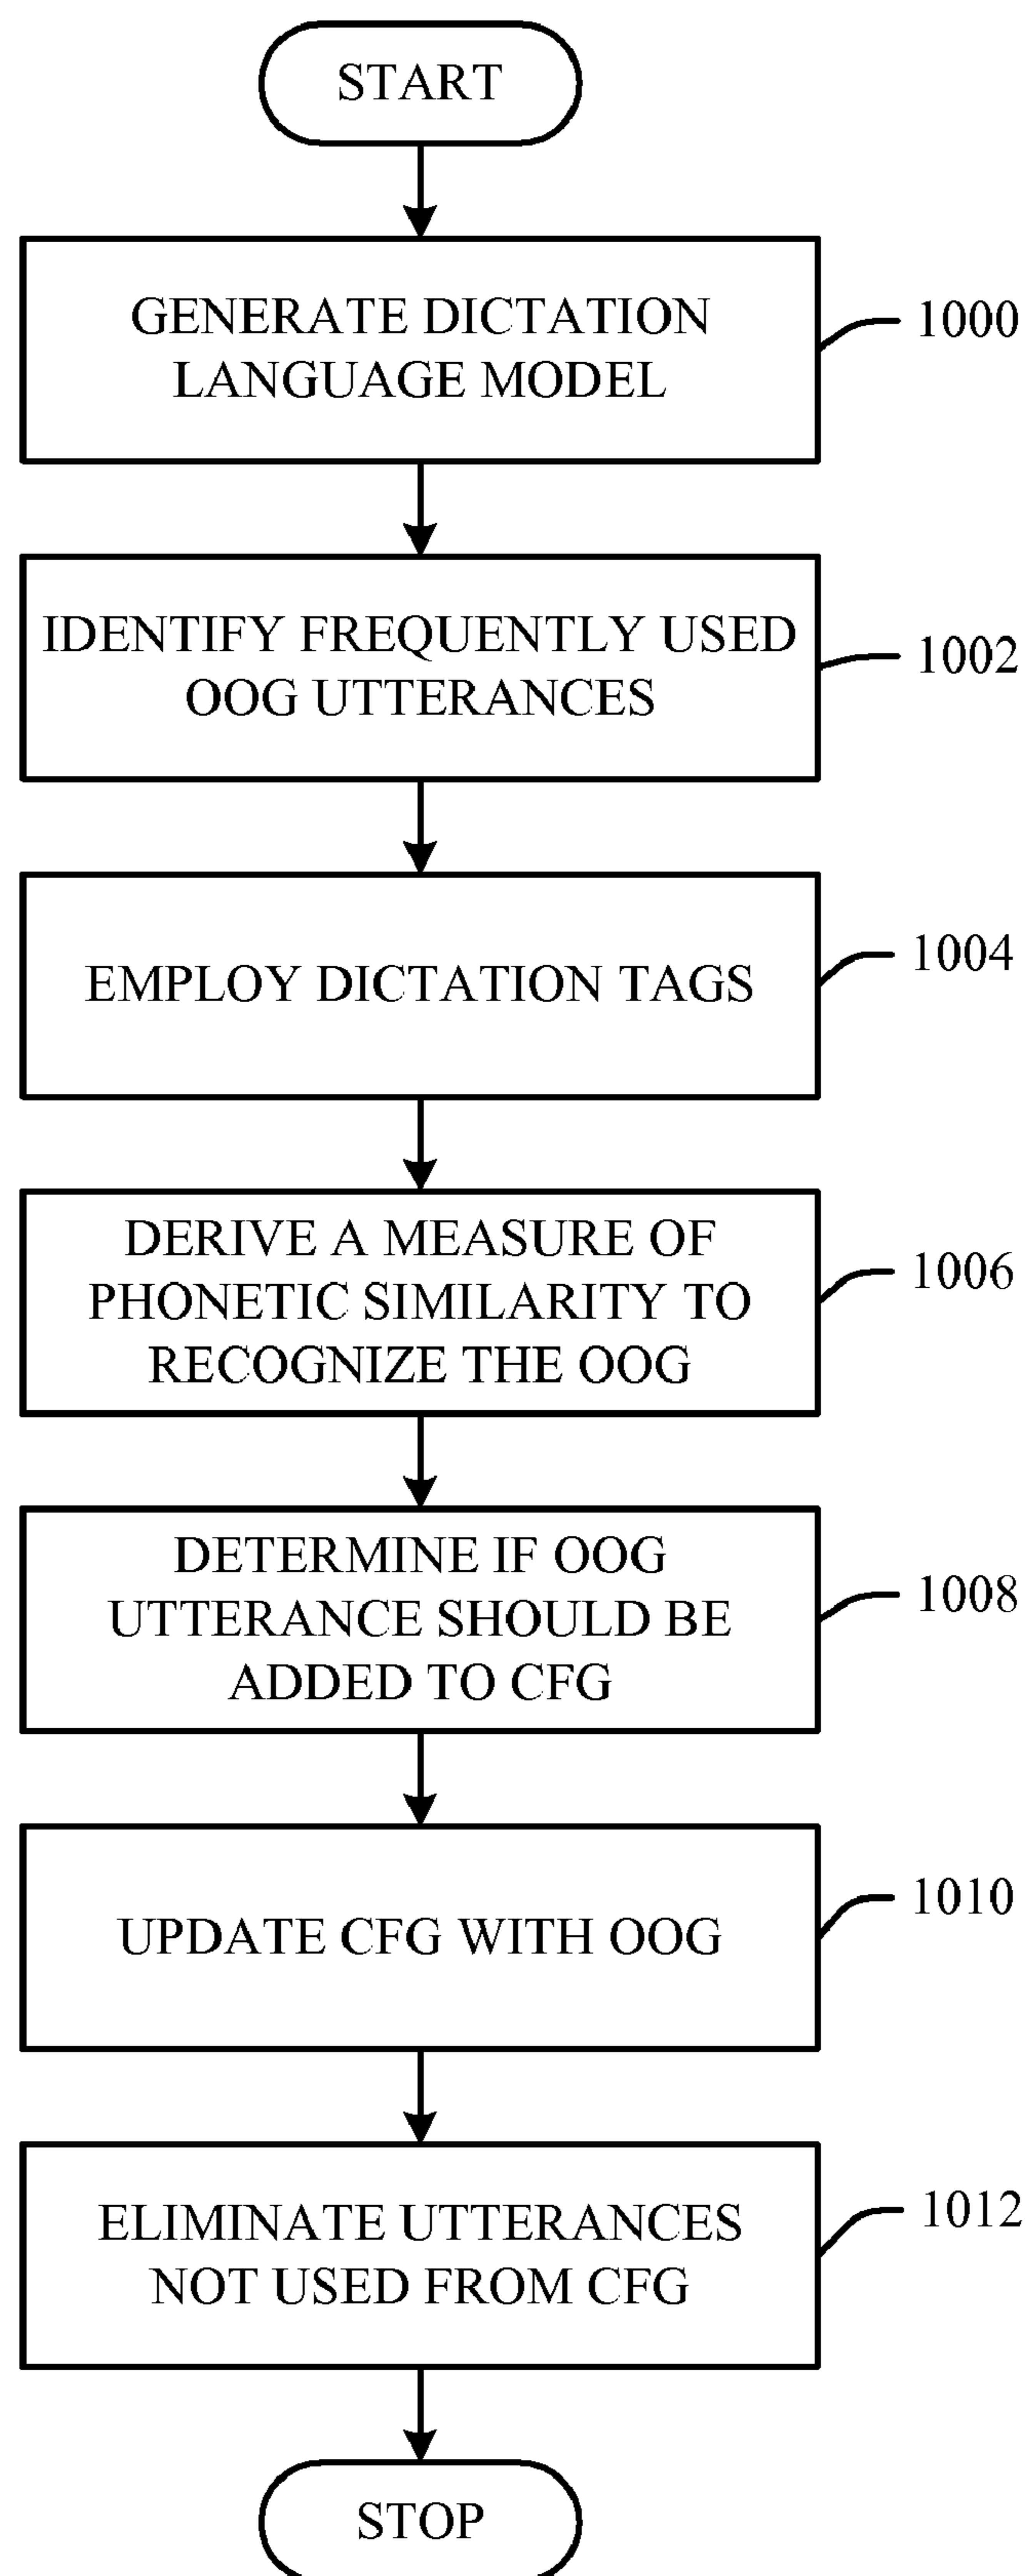 START
GENERATE DICTATION
LANGUAGE MODEL
1000
IDENTIFY FREQUENTLY USED
OOG UTTERANCES
1002
EMPLOY DICTATION TAGS
1004
DERIVE A MEASURE OF
PHONETIC SIMILARITY TO
RECOGNIZE THE OOG
1006
DETERMINE IF OOG
UTTERANCE SHOULD BE
ADDED TO CFG
1008
UPDATE CFG WITH OOG
1010
ELIMINATE UTTERANCES
NOT USED FROM CFG
1012
STOP